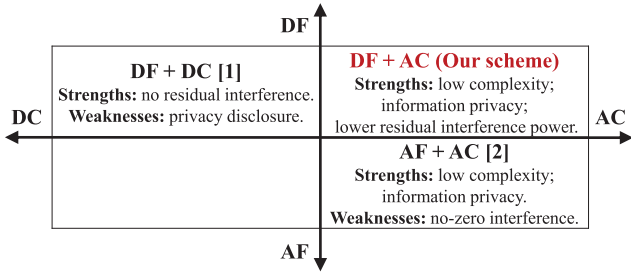 DF
DF + DC [1]
Strengths: no residual interference.
Weaknesses: privacy disclosure.
DF + AC (Our scheme)
Strengths: low complexity;
information privacy;
lower residual interference power.
DC
AC
AF + AC [2]
Strengths: low complexity;
information privacy.
Weaknesses: no-zero interference.
AF